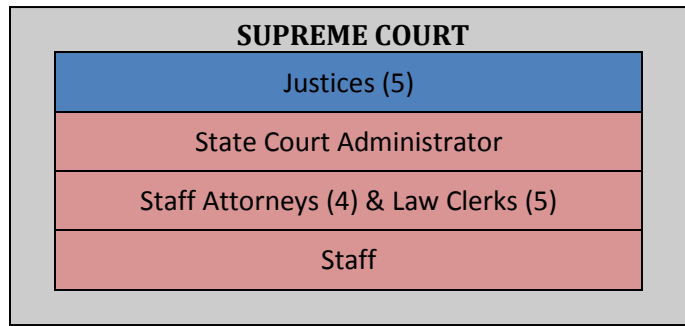 SUPREME COURT
Justices (5)
State Court Administrator
Staff Attorneys (4) & Law Clerks (5)
Staff